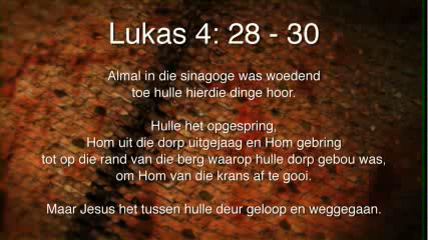 Lukas 4: 28 - 30
Almal in die sinagoge was woedend
toe hulle hierdie dinge hoor.
Hulle het opgespring,
Hom uit die dorp uitgejaag en Hom gebring
tot op die rand van die berg waarop hulle dorp gebou was,
om Hom van die krans af te gooi.
Maar Jesus het tussen hulle deur geloop en weggegaan.